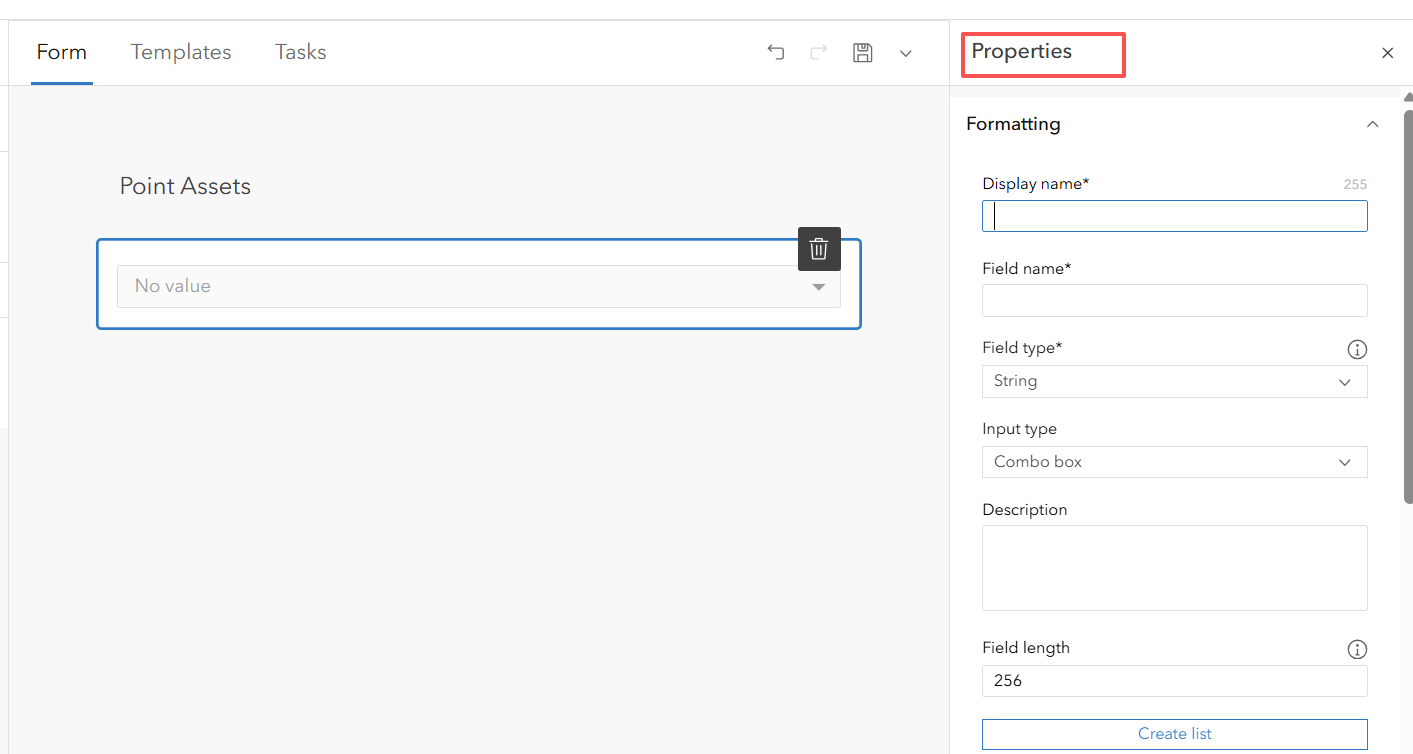 Form Templates Tasks
Properties
Formatting
Point Assets
No value
Display name* 255
Field name*
Field type*
String
Input type
Combo box
Description
Field length
256
Create list